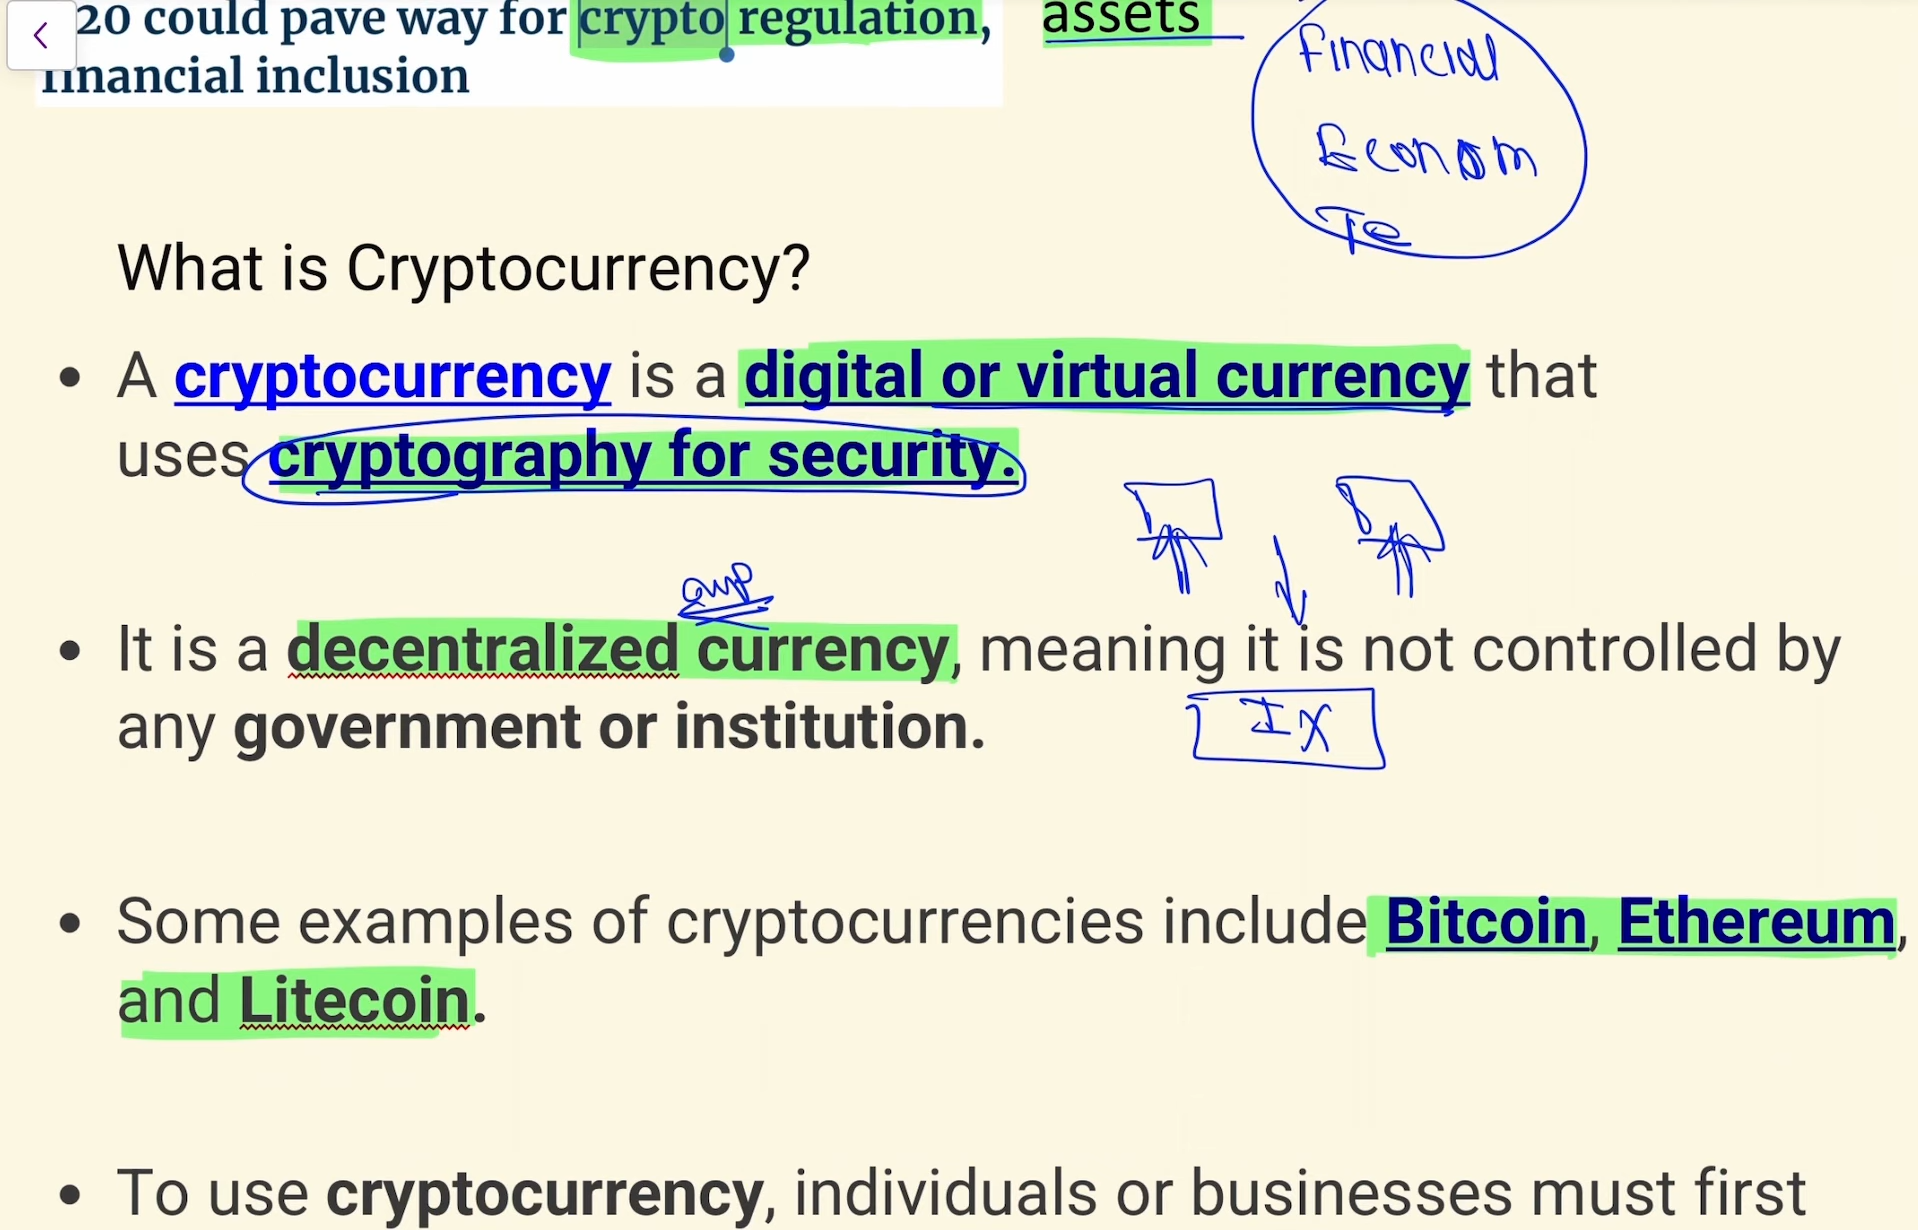 20 could pave way for crypto regulation,
financial inclusion
assets
Financial
Econom
Te
What is Cryptocurrency?
• A cryptocurrency is a digital or virtual currency that
uses cryptography for security.
• It is a decentralized currency, meaning it is not controlled by
any government or institution.
IX
• Some examples of cryptocurrencies include Bitcoin, Ethereum,
and Litecoin.
• To use cryptocurrency, individuals or businesses must first